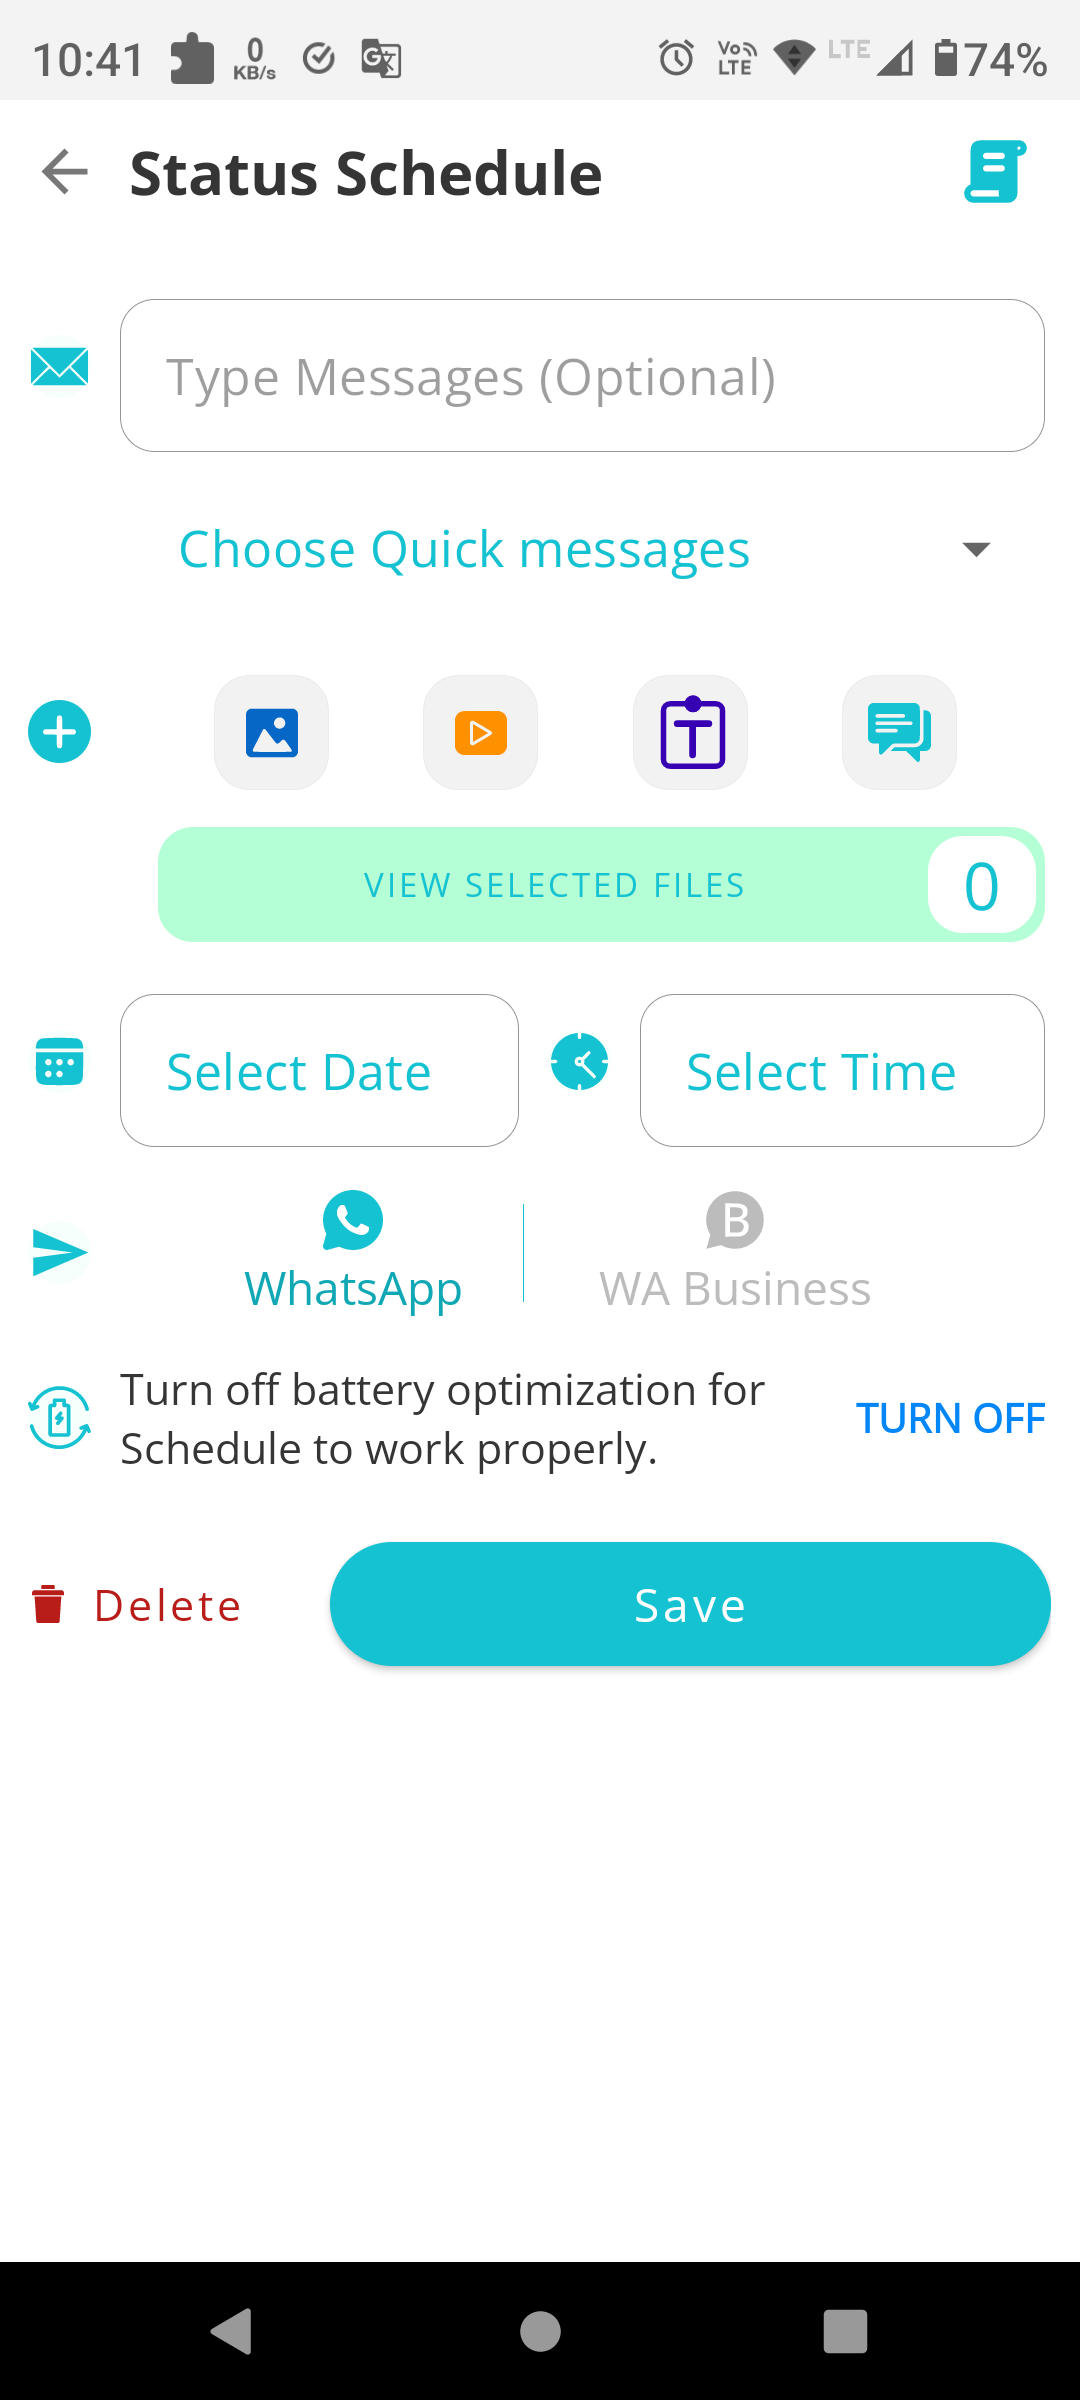 10:41 0 KB/s Vo LTE LTE 74%
Status Schedule
Type Messages (Optional)
Choose Quick messages
VIEW SELECTED FILES 0
Select Date Select Time
WhatsApp WA Business
Turn off battery optimization for
Schedule to work properly.
TURN OFF
Delete Save